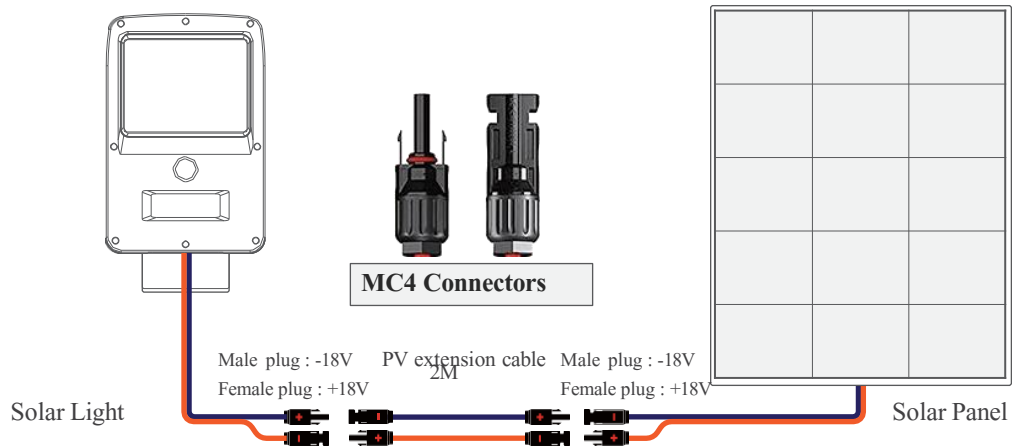 MC4 Connectors
Male plug : -18V
PV extension cable
2M
Male plug : -18V
Female plug : +18V
Female plug : +18V
Solar Light
Solar Panel
+
-
-
+
-
+
-
+